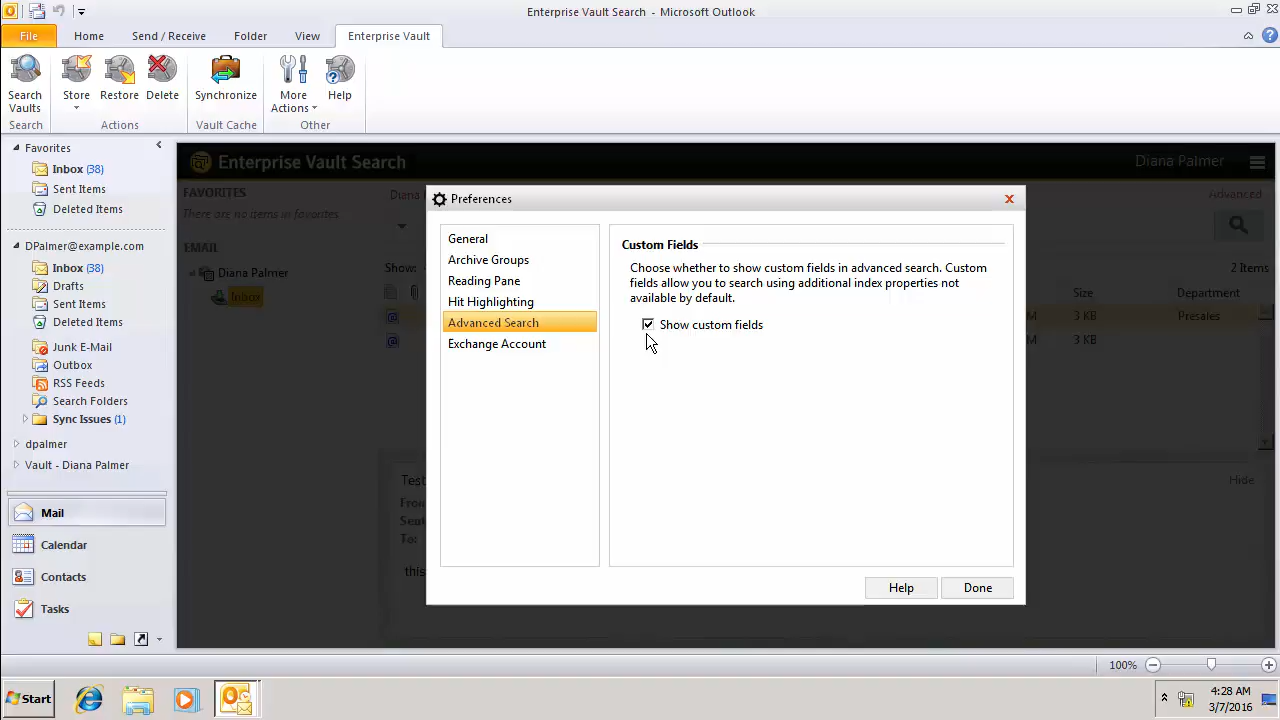 Enterprise Vault Search - Microsoft Outlook
File Home Send / Receive Folder View Enterprise Vault
Search Vaults
Store
Restore
Delete
Synchronize
More Actions
Help
Search
Actions
Vault Cache
Other
Favorites
Inbox (38)
Sent Items
Deleted Items
DPalmer@example.com
Inbox (38)
Drafts
Sent Items
Deleted Items
Junk E-Mail
Outbox
RSS Feeds
Search Folders
Sync Issues (1)
dpalmer
Vault - Diana Palmer
Mail
Calendar
Contacts
Tasks
Enterprise Vault Search
Diana Palmer
FAVORITES
There are no items in favorites
EMAIL
Diana Palmer
Inbox
Diana
Advanced
Show:
2 Items
Size
Department
M 3 KB Presales
M 3 KB
Test
Hide
From
Sent
To:
this
Preferences
General
Archive Groups
Reading Pane
Hit Highlighting
Advanced Search
Exchange Account
Custom Fields
Choose whether to show custom fields in advanced search. Custom
fields allow you to search using additional index properties not
available by default.
Show custom fields
Help
Done
100%
Start
4:28 AM
3/7/2016